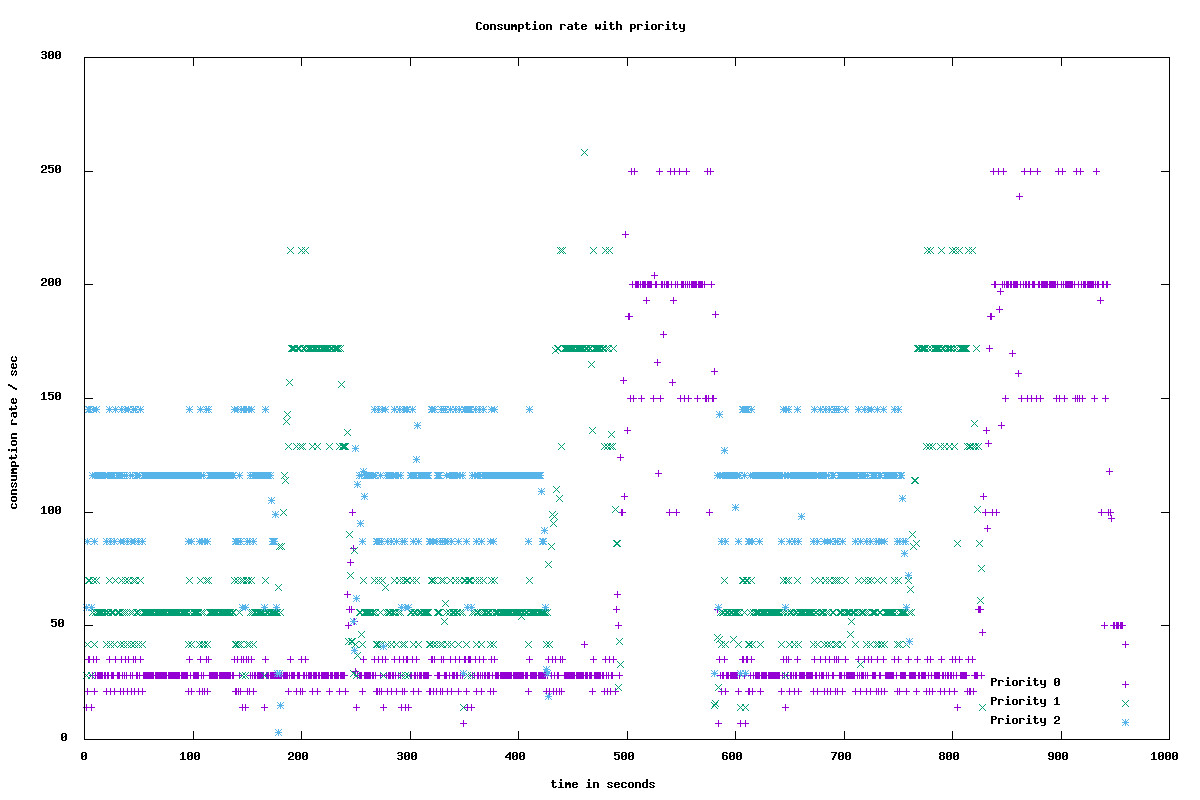 Consumption rate with priority
300
250
200
150
100
50
0
consumption rate / sec
0 100 200 300 400 500 600 700 800 900 1000
time in seconds
Priority 0
Priority 1
Priority 2